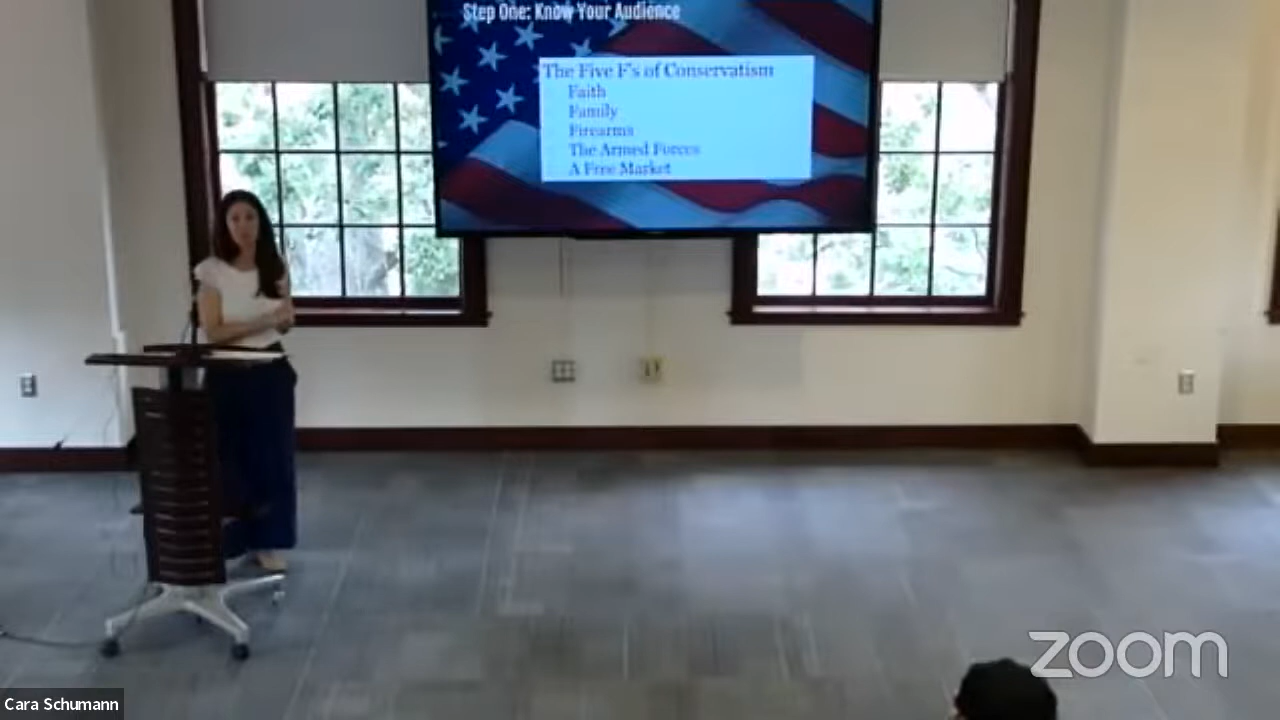 Step One: Know Your Audience
The Five F's of Conservatism
Faith
Family
Firearms
The Armed Forces
A Free Market
zoom
Cara Schumann